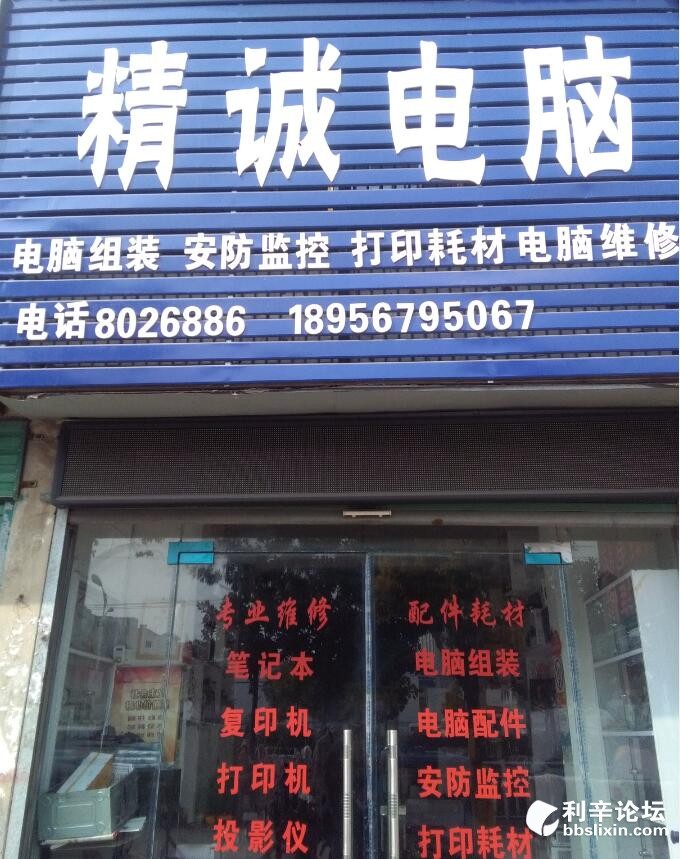 精诚电脑
电脑组装 安防监控 打印耗材 电脑维修
电话8026886 18956795067
专业维修
笔记本
复印机
打印机
投影仪
配件耗材
电脑组装
电脑配件
安防监控
打印耗材
利辛论坛
bbslixin.com